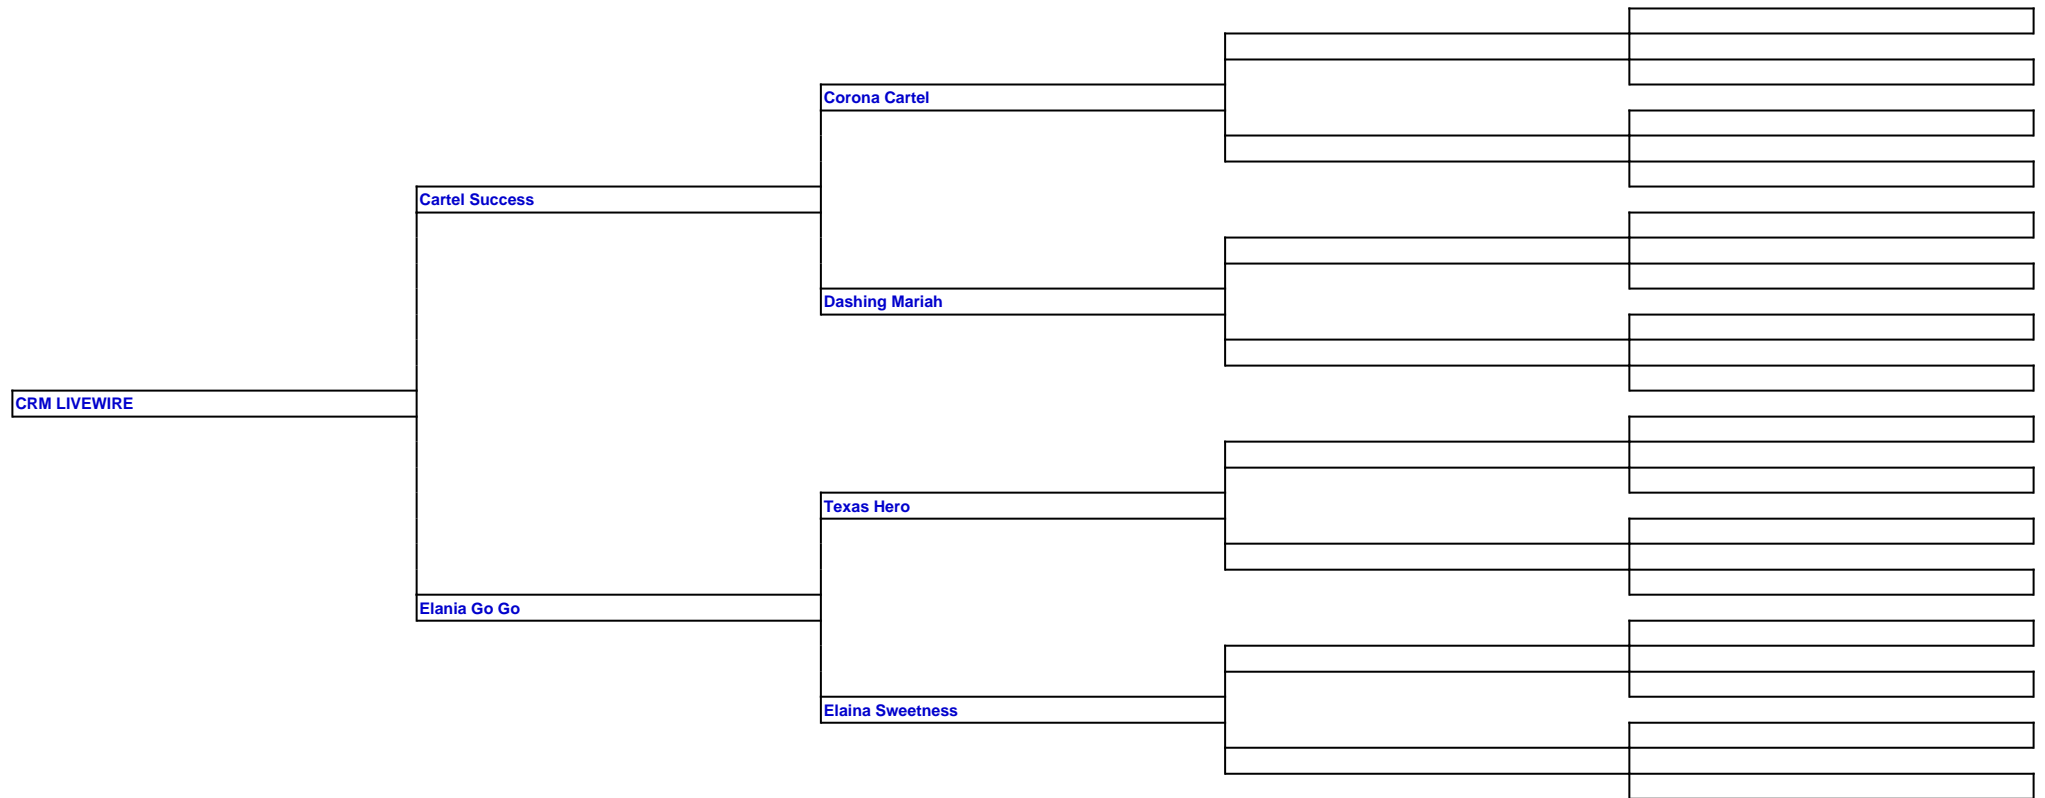 Corona Cartel
Cartel Success
Dashing Mariah
CRM LIVEWIRE
Texas Hero
Elania Go Go
Elaina Sweetness